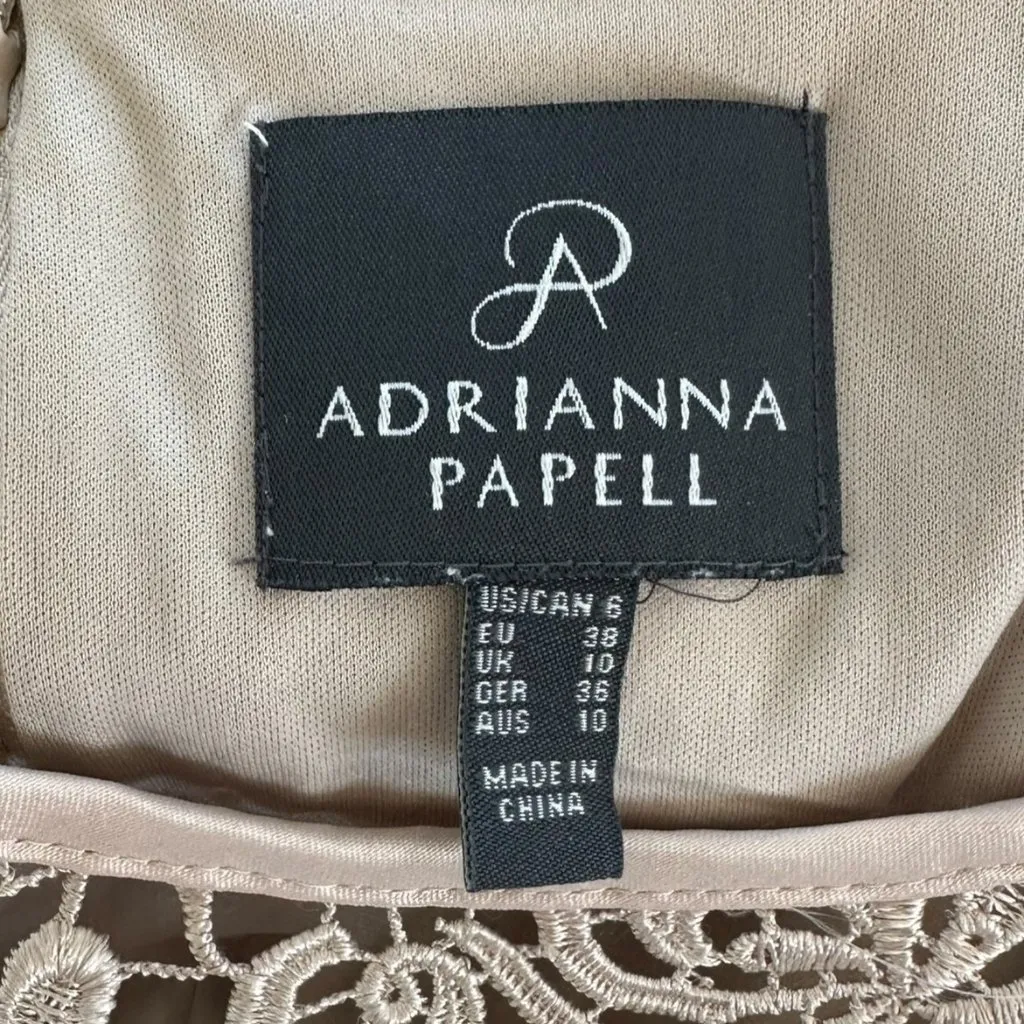 AP
ADRIANNA
PAPELL
US/CAN 6
EU 38
UK 10
GER 36
AUS 10
MADE IN
CHINA